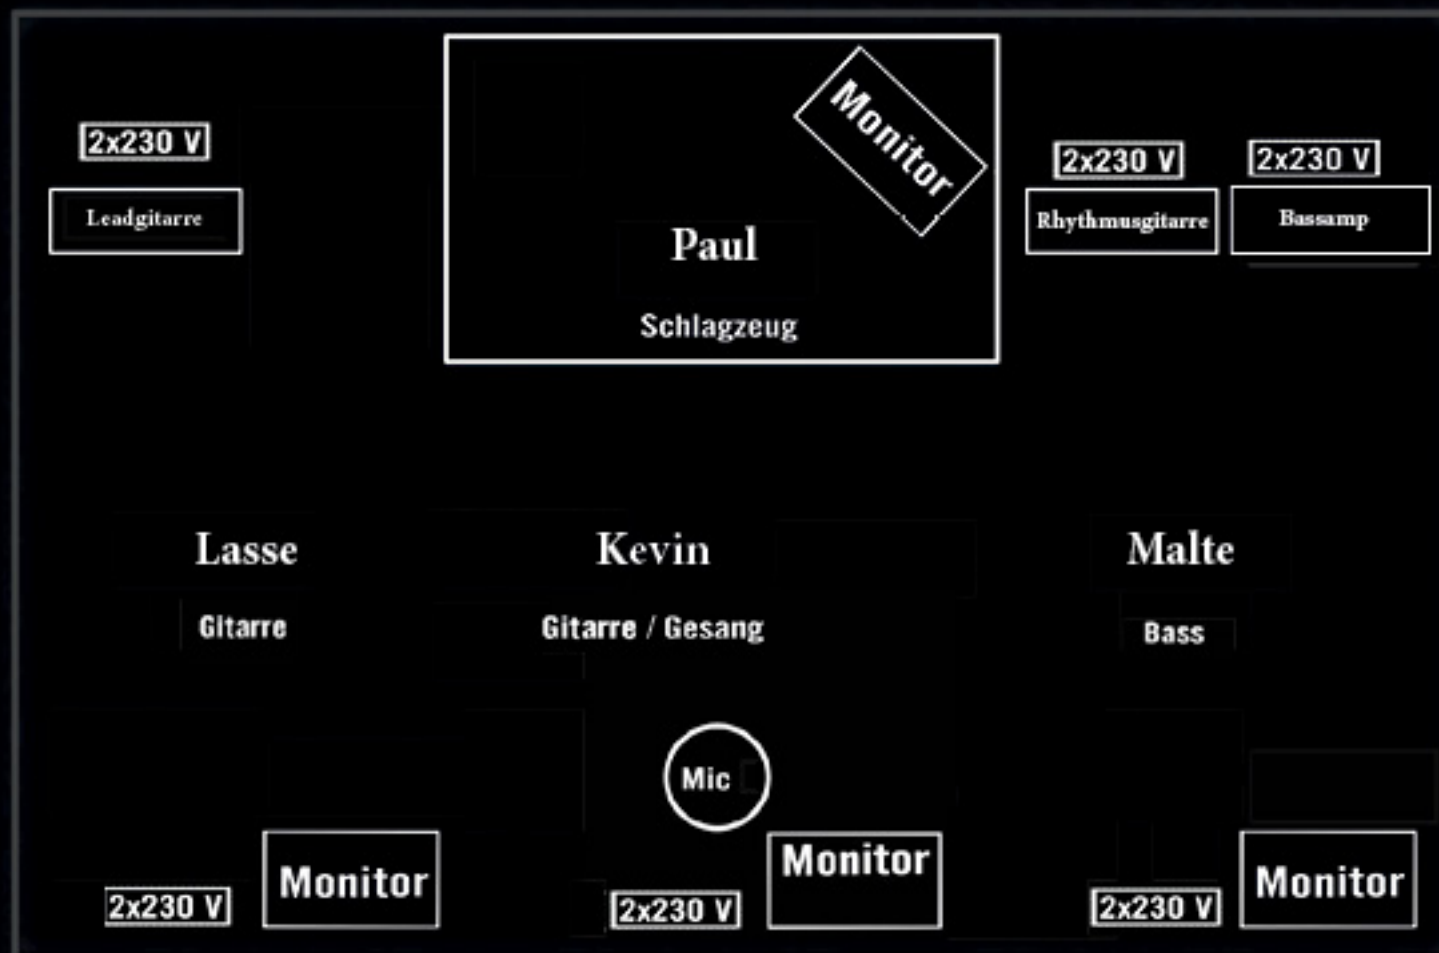 Monitor
2x230 V
2x230 V
2x230 V
Leadgitarre
Rhythmusgitarre
Bassamp
Paul
Schlagzeug
Lasse
Kevin
Malte
Gitarre
Gitarre / Gesang
Bass
Mic
Monitor
Monitor
Monitor
2x230 V
2x230 V
2x230 V